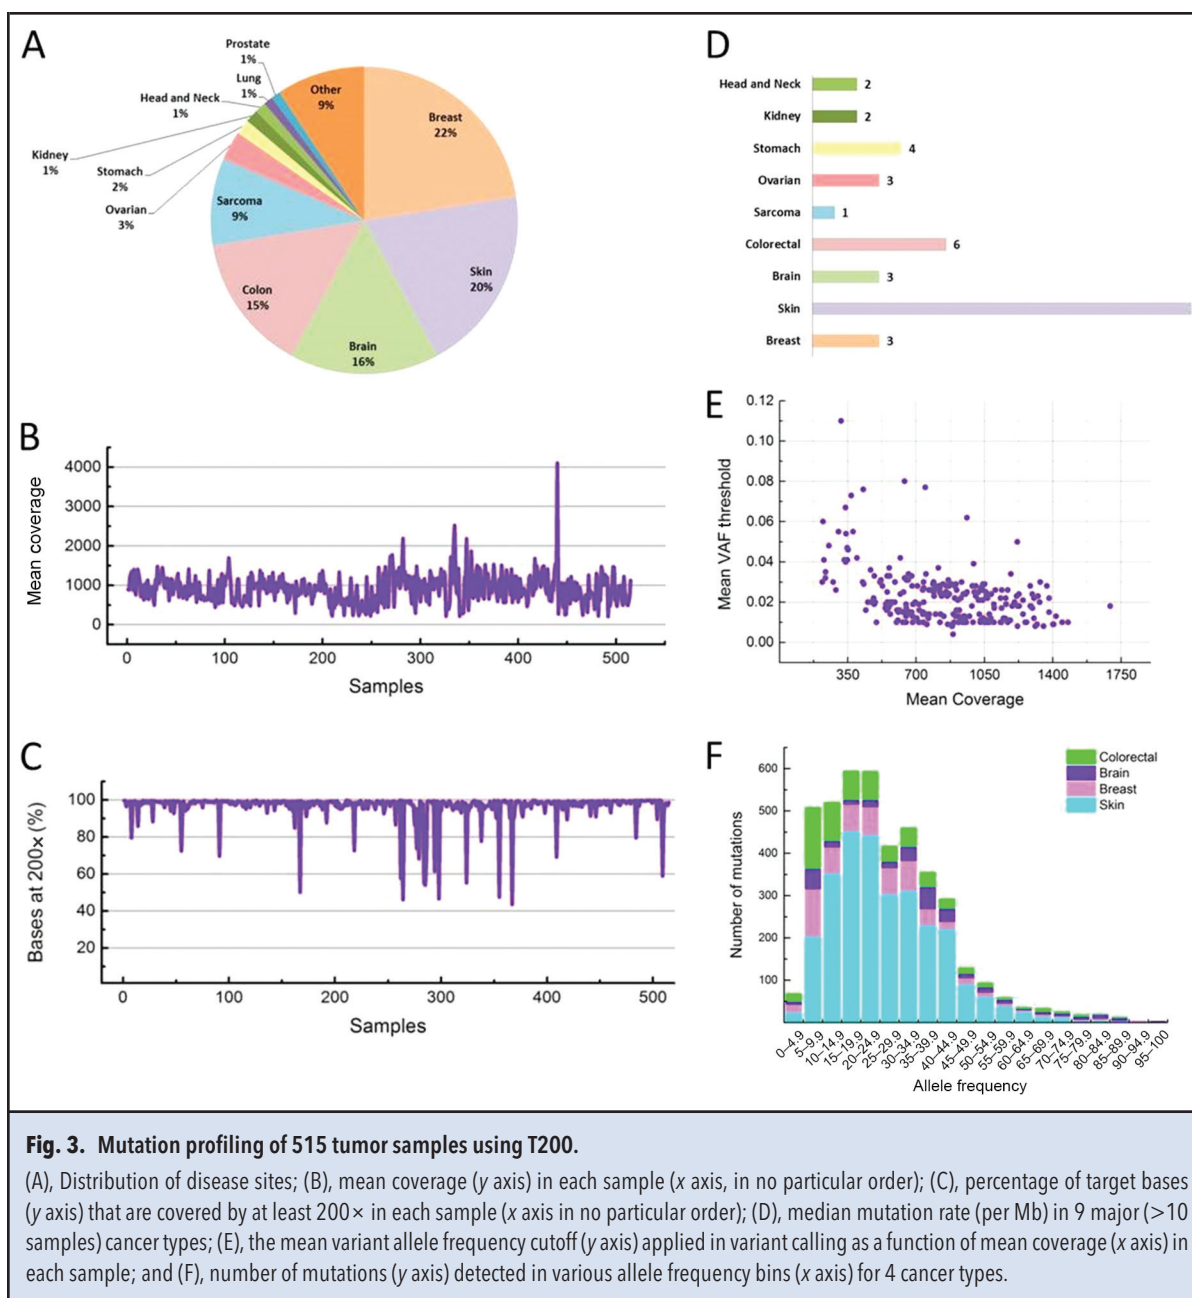 A
Prostate
1%
Lung
1%
Head and Neck
1%
Kidney
1%
Stomach
2%
Ovarian
3%
Sarcoma
9%
Colon
15%
Brain
16%
Skin
20%
Breast
22%
Other
9%
D
Head and Neck 2
Kidney 2
Stomach 4
Ovarian 3
Sarcoma 1
Colorectal 6
Brain 3
Skin
Breast 3
B
Mean coverage
4000
3000
2000
1000
0
0 100 200 300 400 500
Samples
E
Mean VAF threshold
0.12
0.10
0.08
0.06
0.04
0.02
0.00
350 700 1050 1400 1750
Mean Coverage
C
Bases at 200x (%)
100
80
60
40
20
0 100 200 300 400 500
Samples
F
Colorectal
Brain
Breast
Skin
Number of mutations
600
500
400
300
200
100
0–4.9 5–9.9 10–14.9 15–19.9 20–24.9 25–29.9 30–34.9 35–39.9 40–44.9 45–49.9 50–54.9 55–59.9 60–64.9 65–69.9 70–74.9 75–79.9 80–84.9 85–89.9 90–94.9 95–100
Allele frequency
Fig. 3. Mutation profiling of 515 tumor samples using T200.
(A), Distribution of disease sites; (B), mean coverage (y axis) in each sample (x axis, in no particular order); (C), percentage of target bases
(y axis) that are covered by at least 200× in each sample (x axis in no particular order); (D), median mutation rate (per Mb) in 9 major (>10
samples) cancer types; (E), the mean variant allele frequency cutoff (y axis) applied in variant calling as a function of mean coverage (x axis) in
each sample; and (F), number of mutations (y axis) detected in various allele frequency bins (x axis) for 4 cancer types.